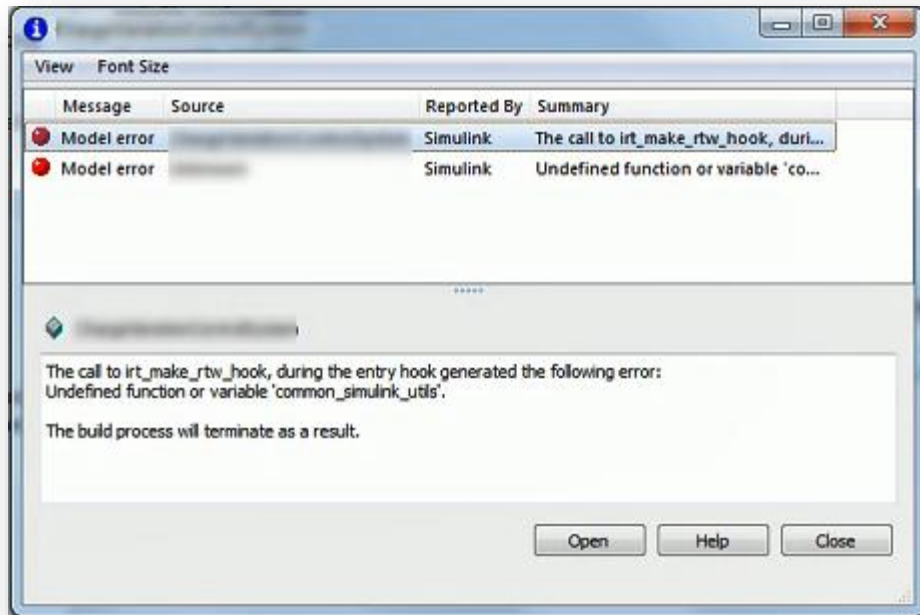 View Font Size
Message Source Reported By Summary
Model error Simulink The call to irt_make_rtw_hook, duri...
Model error Simulink Undefined function or variable 'co...
The call to irt_make_rtw_hook, during the entry hook generated the following error:
Undefined function or variable 'common_simulink_utils'.
The build process will terminate as a result.
Open Help Close